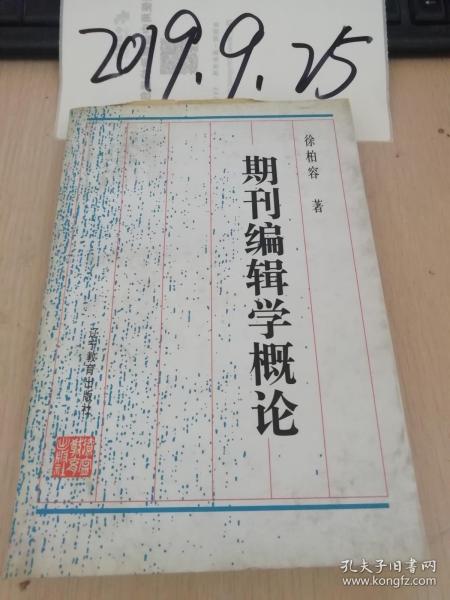 2019.9.25
徐柏容 著
期刊编辑学概论
辽宁教育出版社
孔夫子旧书网
www.kongfz.com